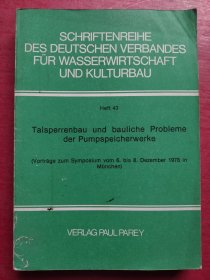 SCHRIFTENREIHE
DES DEUTSCHEN VERBANDES
FÜR WASSERWIRTSCHAFT
UND KULTURBAU
Heft 43
Talsperrenbau und bauliche Probleme
der Pumpspeicherwerke
(Vorträge zum Symposium vom 6. bis 8. Dezember 1978 in
München)
VERLAG PAUL PAREY